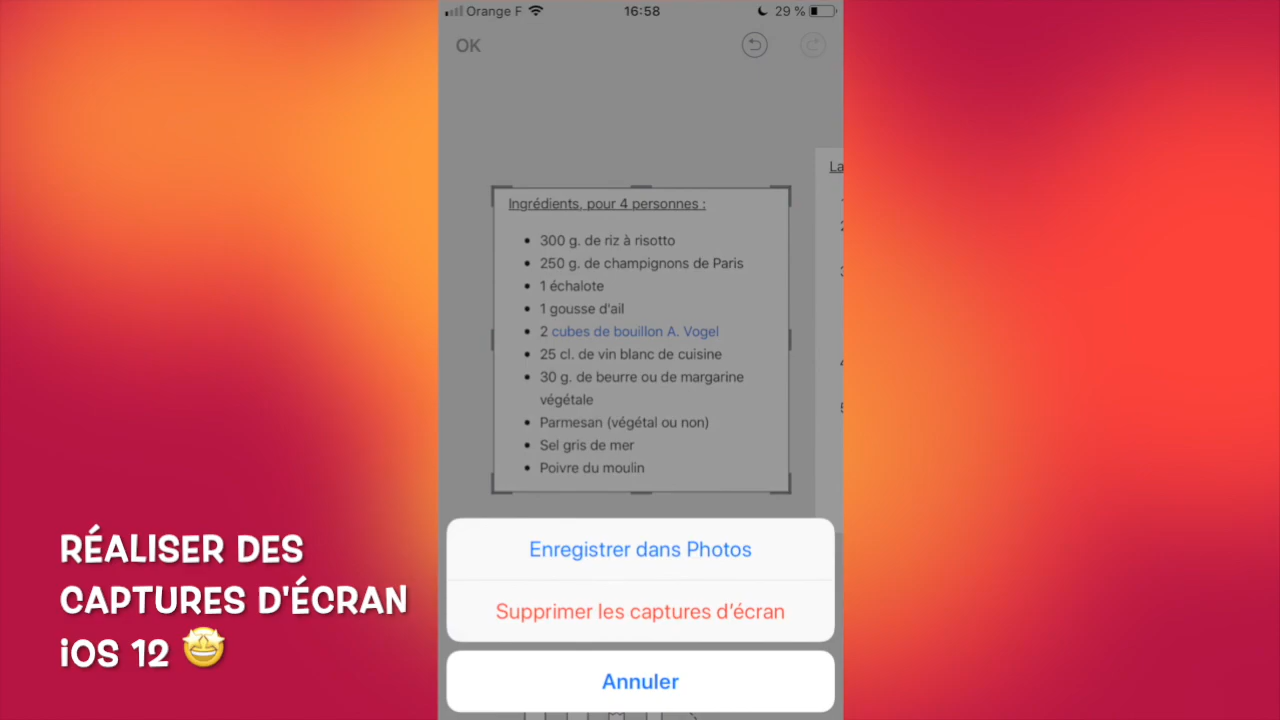 Orange F 16:58 29 %
OK
La
Ingrédients, pour 4 personnes :
• 300 g. de riz à risotto
• 250 g. de champignons de Paris
• 1 échalote
• 1 gousse d'ail
• 2 cubes de bouillon A. Vogel
• 25 cl. de vin blanc de cuisine
• 30 g. de beurre ou de margarine
végétale
• Parmesan (végétal ou non)
• Sel gris de mer
• Poivre du moulin
Enregistrer dans Photos
Supprimer les captures d’écran
Annuler
RÉALISER DES
CAPTURES D'ÉCRAN
iOS 12 🤩